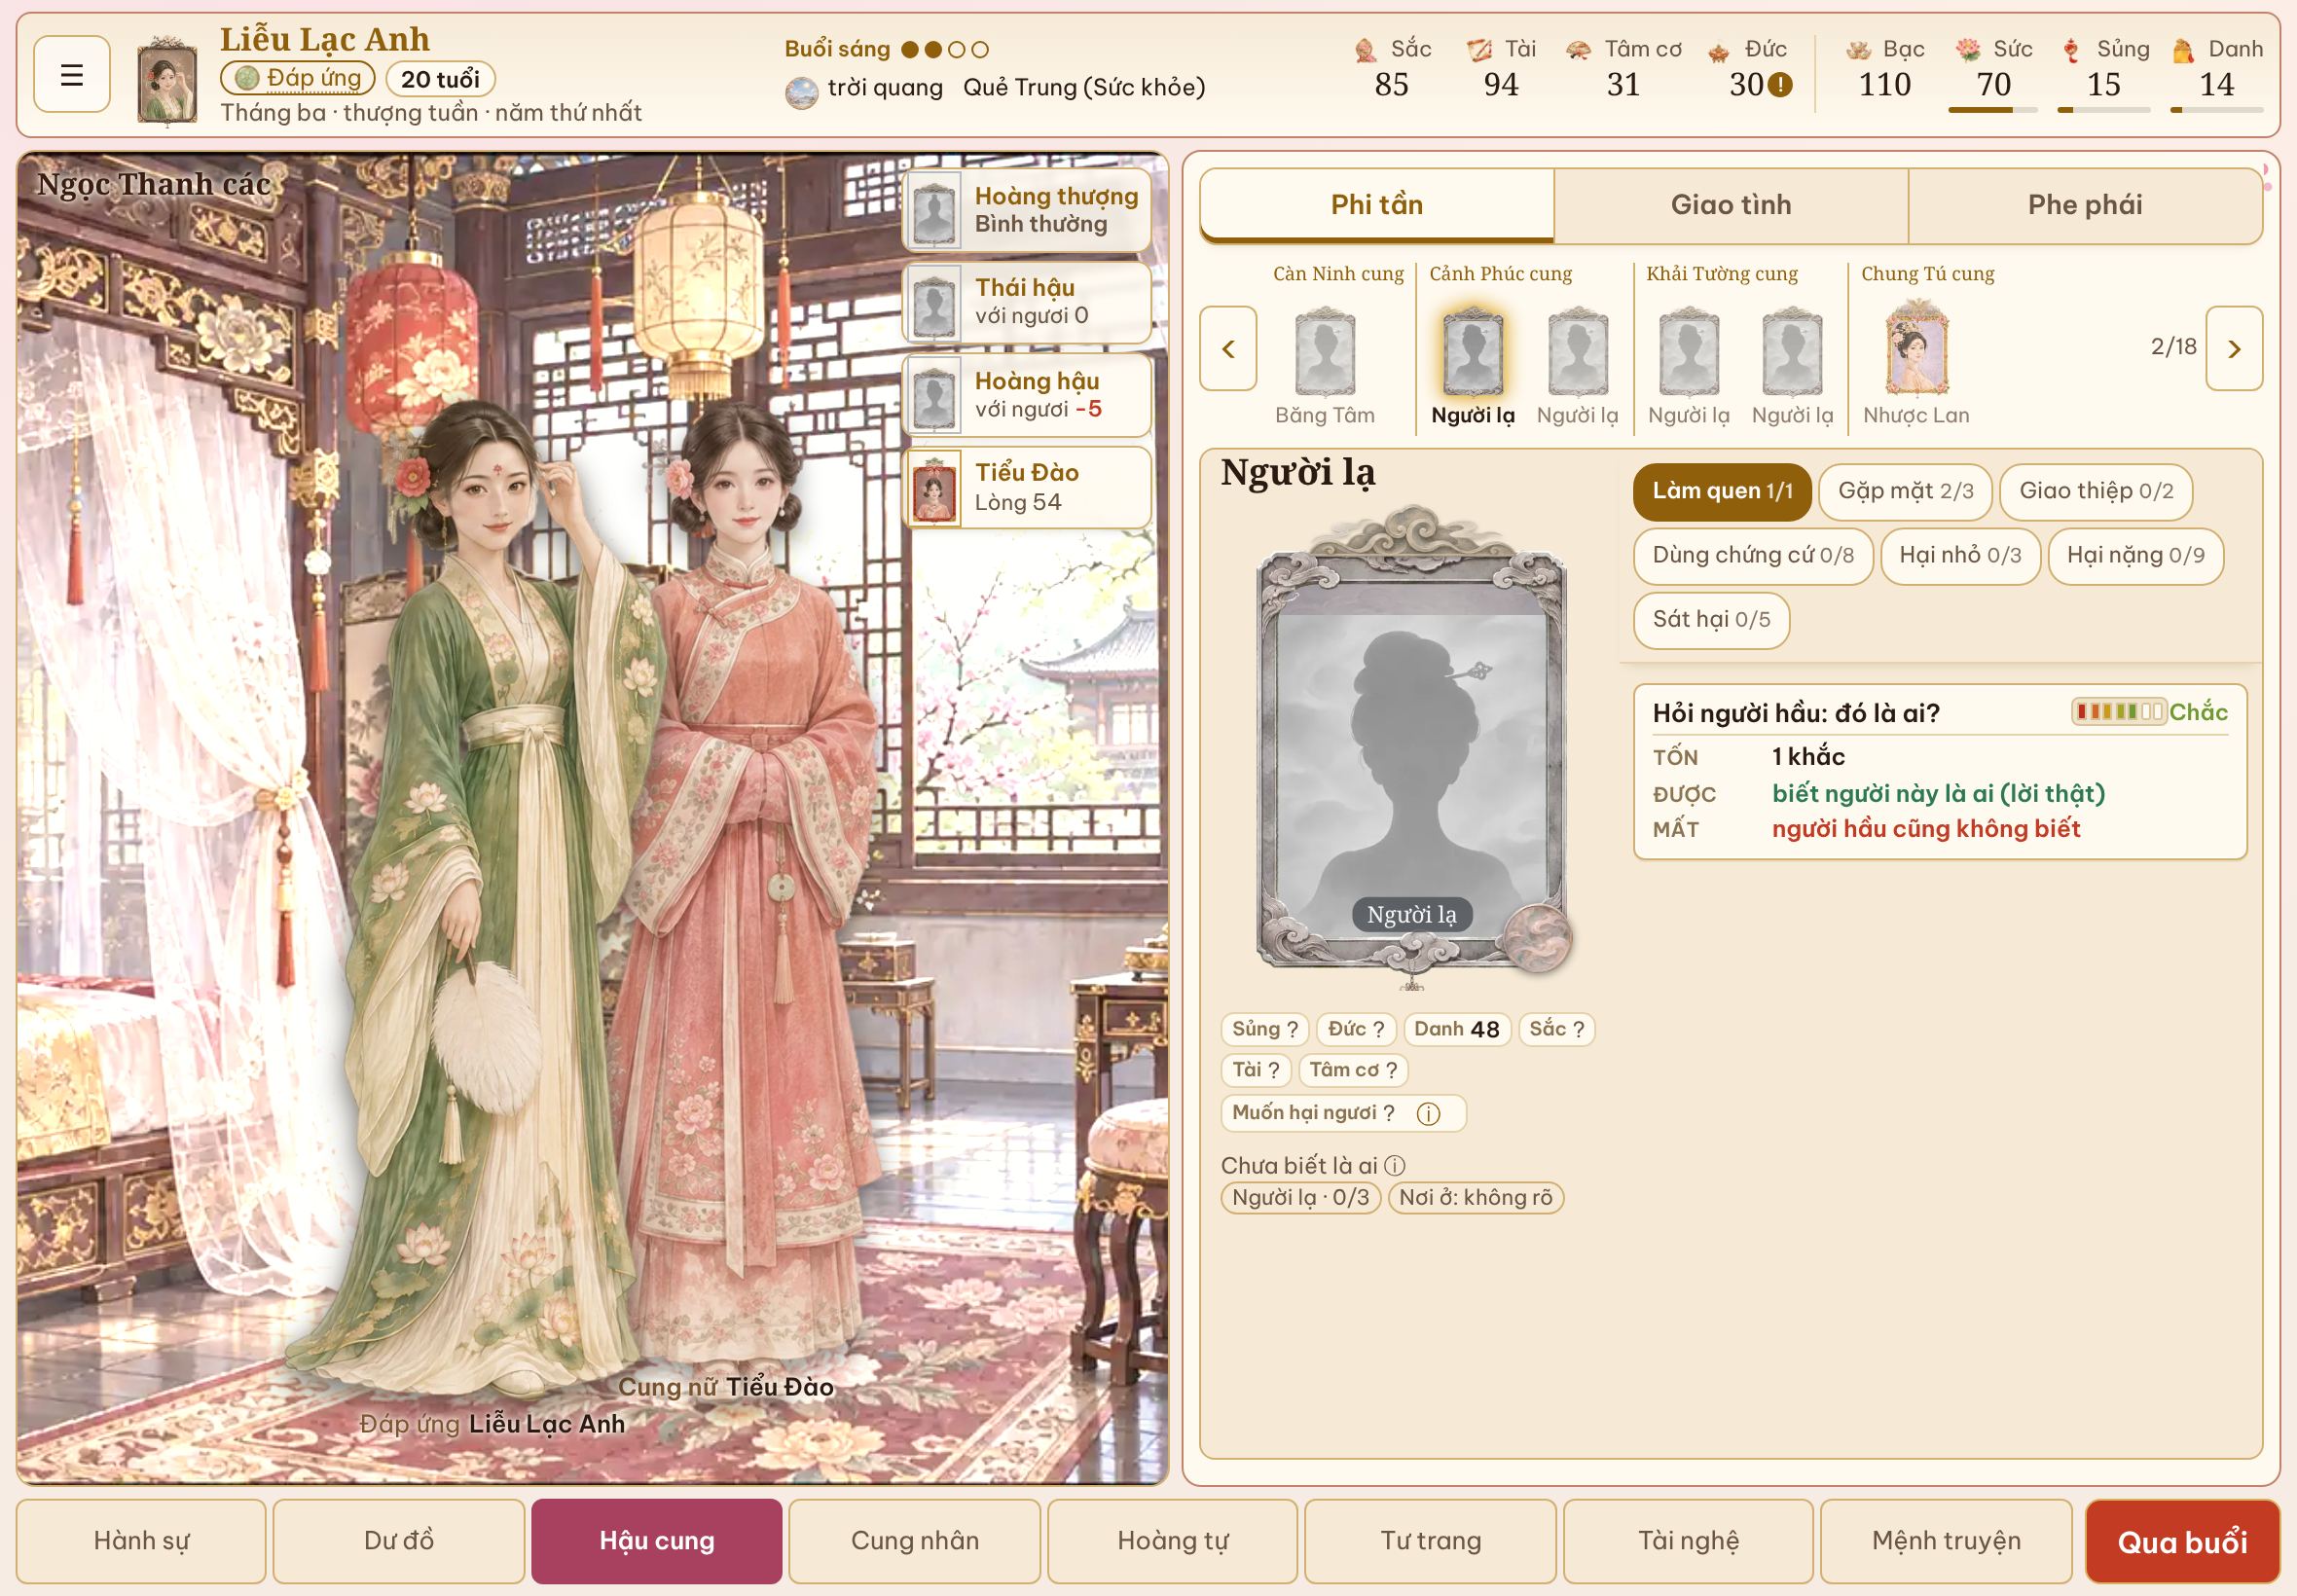 Liễu Lạc Anh
Đáp ứng 20 tuổi
Tháng ba · thượng tuần · năm thứ nhất
Buổi sáng
trời quang Quẻ Trung (Sức khỏe)
Sắc Tài Tâm cơ Đức Bạc Sức Sủng Danh
85 94 31 30 ! 110 70 15 14
Ngọc Thanh các
Hoàng thượng
Bình thường
Thái hậu
với ngươi 0
Hoàng hậu
với ngươi -5
Tiểu Đào
Lòng 54
Cung nữ Tiểu Đào
Đáp ứng Liễu Lạc Anh
Phi tần Giao tình Phe phái
Càn Ninh cung Cảnh Phúc cung Khải Tường cung Chung Tú cung
2/18
Băng Tâm Người lạ Người lạ Người lạ Người lạ Nhược Lan
Người lạ
Người lạ
Sủng ? Đức ? Danh 48 Sắc ?
Tài ? Tâm cơ ?
Muốn hại ngươi ? ⓘ
Chưa biết là ai ⓘ
Người lạ · 0/3 Nơi ở: không rõ
Làm quen 1/1 Gặp mặt 2/3 Giao thiệp 0/2
Dùng chứng cứ 0/8 Hại nhỏ 0/3 Hại nặng 0/9
Sát hại 0/5
Hỏi người hầu: đó là ai? Chắc
TỐN 1 khắc
ĐƯỢC biết người này là ai (lời thật)
MẤT người hầu cũng không biết
Hành sự Dư đồ Hậu cung Cung nhân Hoàng tự Tư trang Tài nghệ Mệnh truyện Qua buổi